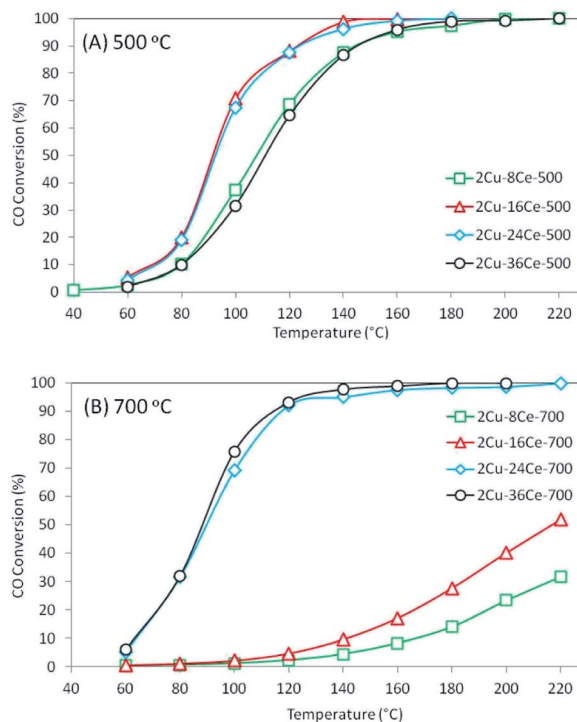 (A) 500 ºC
CO Conversion (%)
100
90
80
70
60
50
40
30
20
10
0
2Cu-8Ce-500
2Cu-16Ce-500
2Cu-24Ce-500
2Cu-36Ce-500
40 60 80 100 120 140 160 180 200 220
Temperature (°C)
(B) 700 ºC
CO Conversion (%)
100
90
80
70
60
50
40
30
20
10
0
2Cu-8Ce-700
2Cu-16Ce-700
2Cu-24Ce-700
2Cu-36Ce-700
40 60 80 100 120 140 160 180 200 220
Temperature (°C)